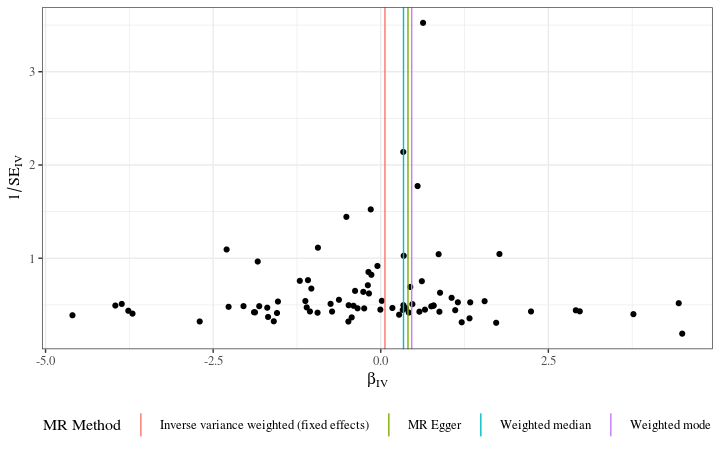 1/SE_IV
3
2
1
-5.0 -2.5 0.0 2.5
β_IV
MR Method Inverse variance weighted (fixed effects) MR Egger Weighted median Weighted mode